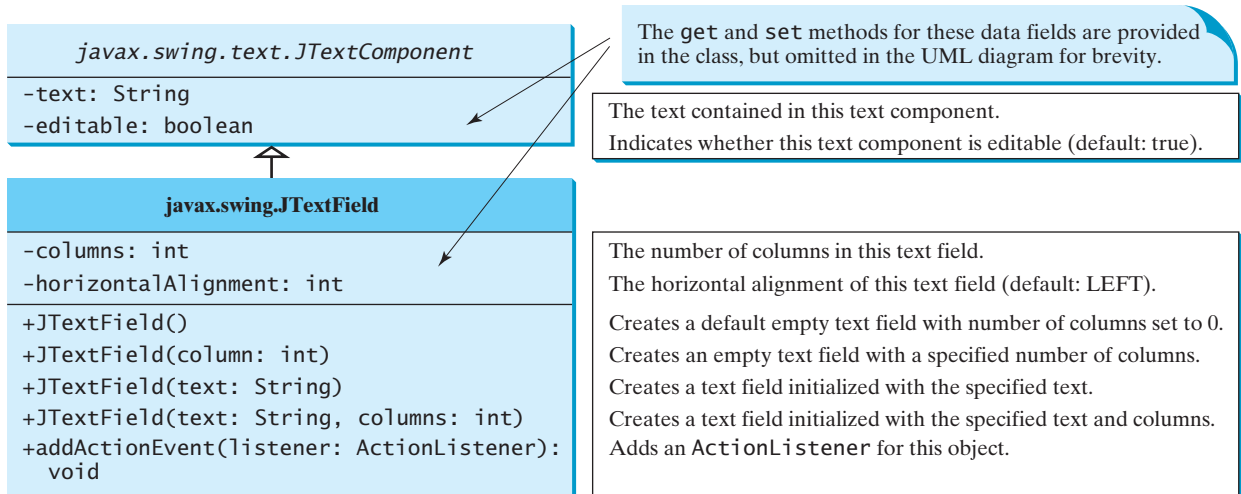 javax.swing.text.JTextComponent
The get and set methods for these data fields are provided
in the class, but omitted in the UML diagram for brevity.
-text: String
-editable: boolean
The text contained in this text component.
Indicates whether this text component is editable (default: true).
javax.swing.JTextField
-columns: int
-horizontalAlignment: int
The number of columns in this text field.
The horizontal alignment of this text field (default: LEFT).
+JTextField()
+JTextField(column: int)
+JTextField(text: String)
+JTextField(text: String, columns: int)
+addActionEvent(listener: ActionListener):
void
Creates a default empty text field with number of columns set to 0.
Creates an empty text field with a specified number of columns.
Creates a text field initialized with the specified text.
Creates a text field initialized with the specified text and columns.
Adds an ActionListener for this object.